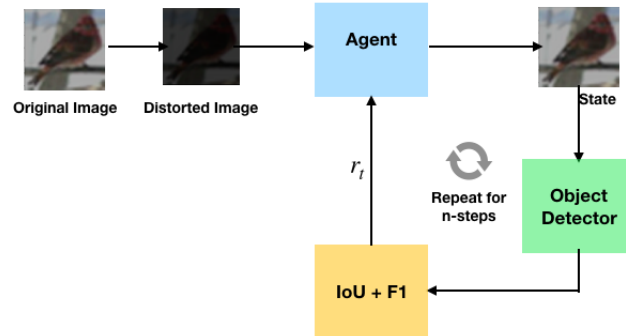 Agent
Original Image
Distorted Image
State
r_t
Repeat for
n-steps
Object
Detector
IoU + F1